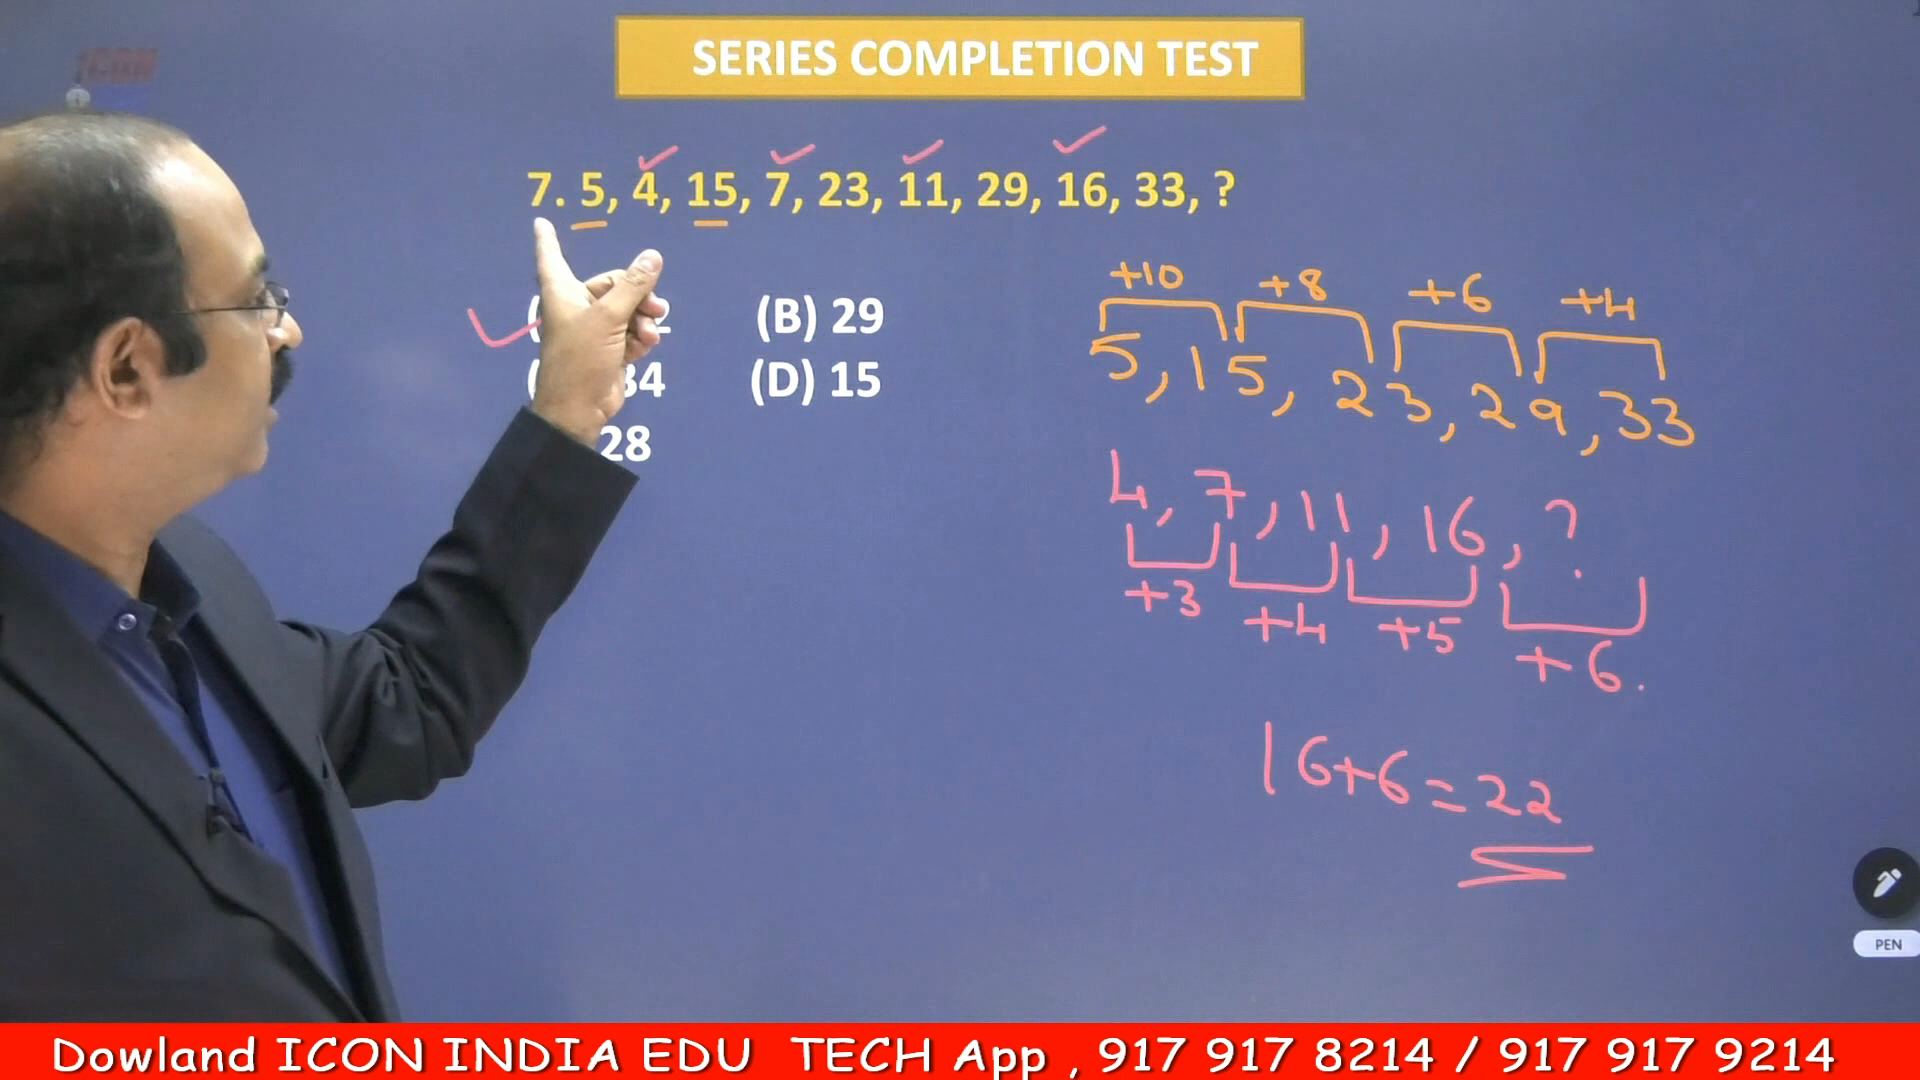 ICON
SERIES COMPLETION TEST
7. 5, 4, 15, 7, 23, 11, 29, 16, 33, ?
(B) 29
(D) 15
28
+10 +8 +6 +4
5, 15, 23, 29, 33
4, 7, 11, 16, ?
+3 +4 +5 +6.
16+6=22
PEN
Dowland ICON INDIA EDU TECH App , 917 917 8214 / 917 917 9214